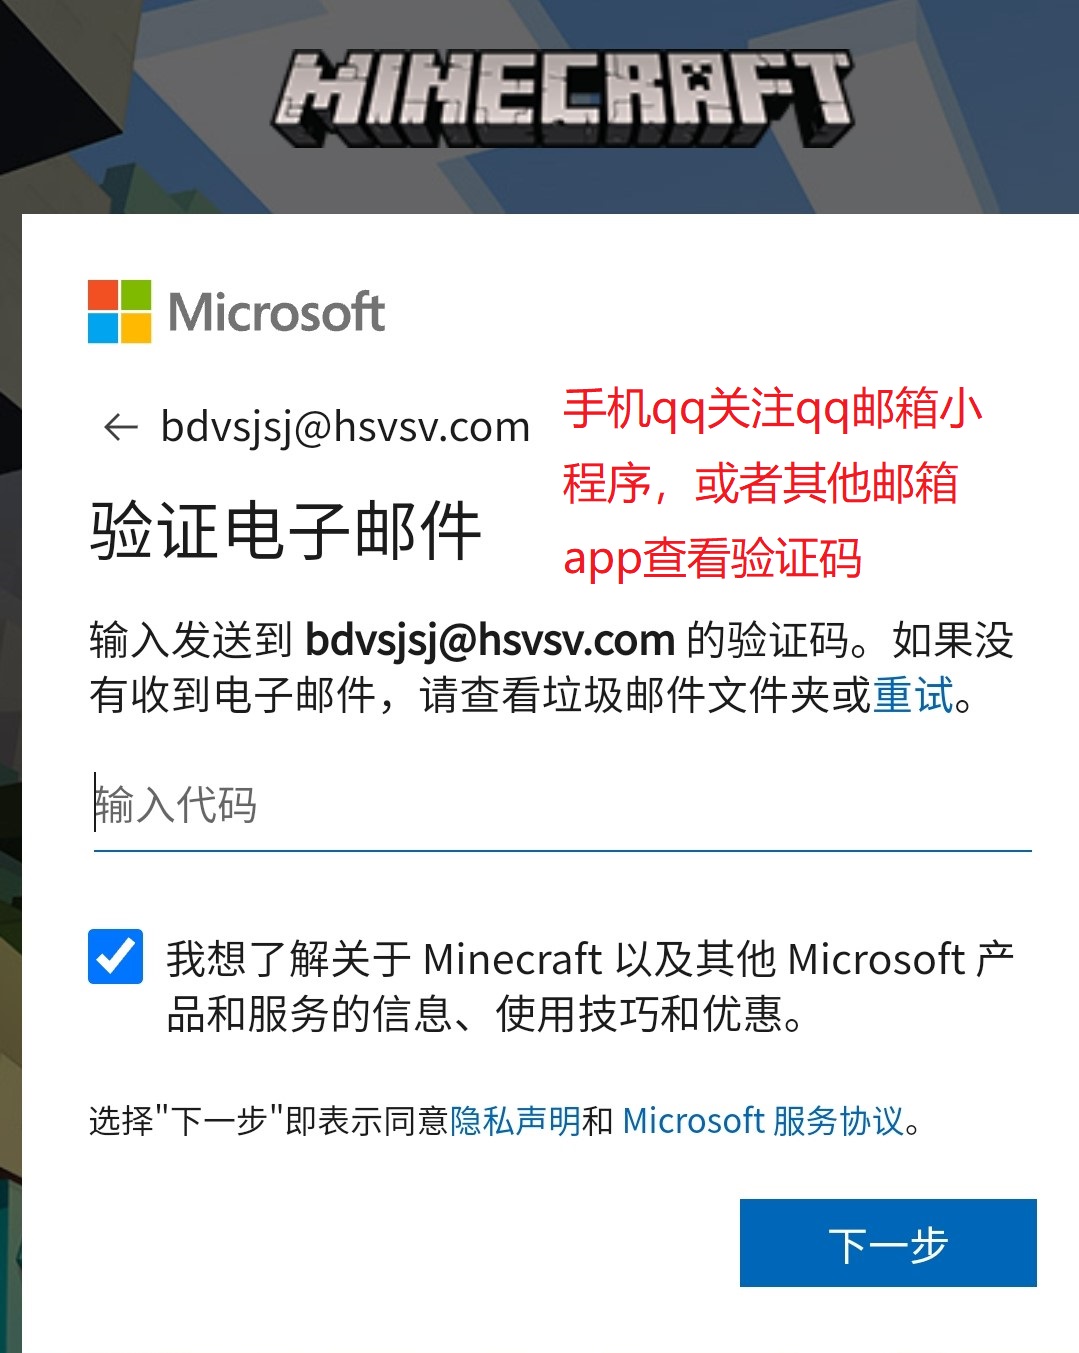 MINECRAFT
Microsoft
← bdvsjsj@hsvsv.com
手机qq关注qq邮箱小
程序，或者其他邮箱
app查看验证码
验证电子邮件
输入发送到 bdvsjsj@hsvsv.com 的验证码。如果没
有收到电子邮件，请查看垃圾邮件文件夹或重试。
输入代码
我想了解关于 Minecraft 以及其他 Microsoft 产
品和服务的信息、使用技巧和优惠。
选择"下一步"即表示同意隐私声明和 Microsoft 服务协议。
下一步